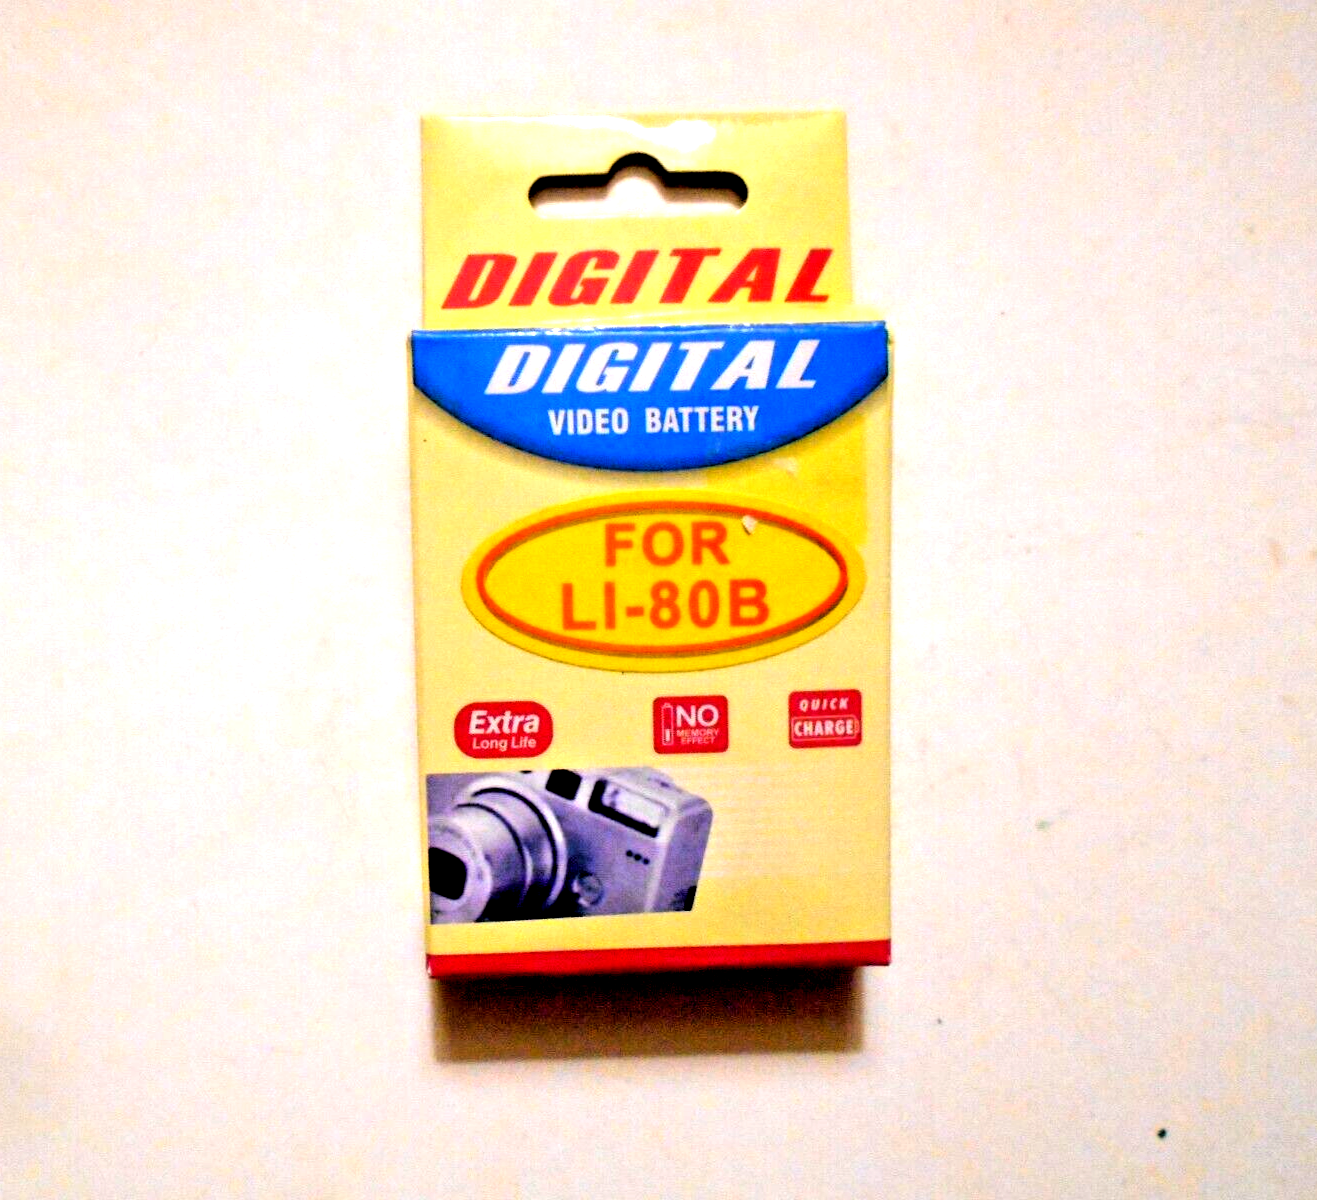 DIGITAL
DIGITAL
VIDEO BATTERY
FOR
LI-80B
Extra
Long Life
NO
MEMORY
EFFECT
QUICK
CHARGE